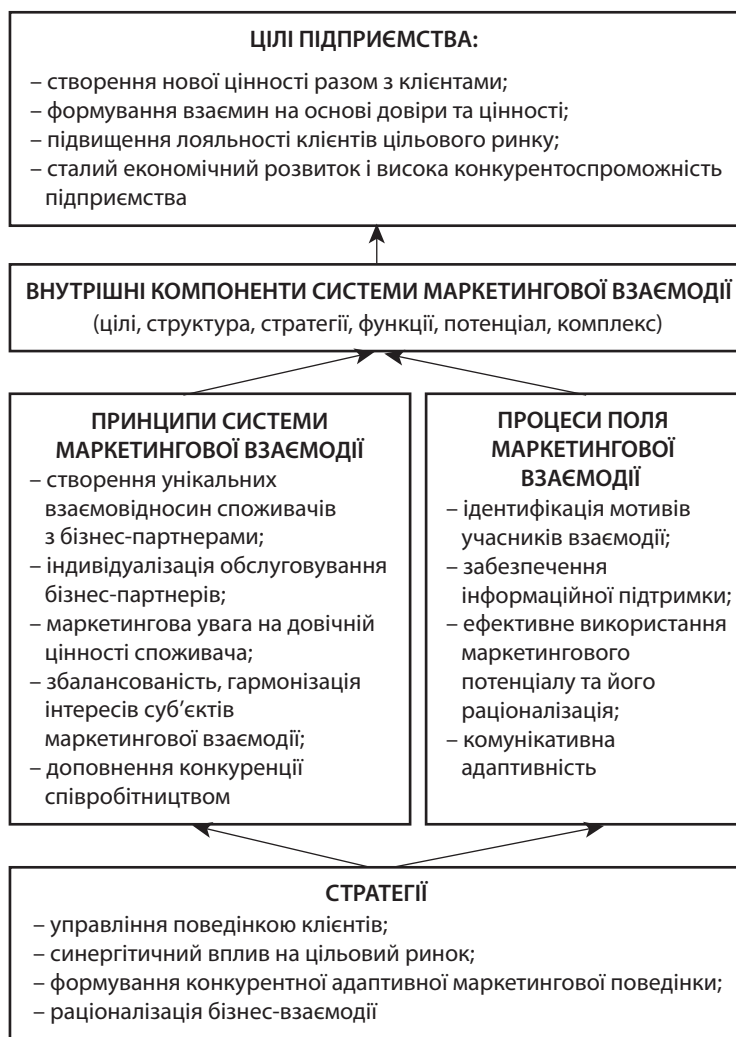 ЦІЛІ ПІДПРИЄМСТВА:
– створення нової цінності разом з клієнтами;
– формування взаємин на основі довіри та цінності;
– підвищення лояльності клієнтів цільового ринку;
– сталий економічний розвиток і висока конкурентоспроможність
підприємства
ВНУТРІШНІ КОМПОНЕНТИ СИСТЕМИ МАРКЕТИНГОВОЇ ВЗАЄМОДІЇ
(цілі, структура, стратегії, функції, потенціал, комплекс)
ПРИНЦИПИ СИСТЕМИ
МАРКЕТИНГОВОЇ ВЗАЄМОДІЇ
– створення унікальних
взаємовідносин споживачів
з бізнес-партнерами;
– індивідуалізація обслуговування
бізнес-партнерів;
– маркетингова увага на довічній
цінності споживача;
– збалансованість, гармонізація
інтересів суб’єктів
маркетингової взаємодії;
– доповнення конкуренції
співробітництвом
ПРОЦЕСИ ПОЛЯ
МАРКЕТИНГОВОЇ
ВЗАЄМОДІЇ
– ідентифікація мотивів
учасників взаємодії;
– забезпечення
інформаційної підтримки;
– ефективне використання
маркетингового
потенціалу та його
раціоналізація;
– комунікативна
адаптивність
СТРАТЕГІЇ
– управління поведінкою клієнтів;
– синергітичний вплив на цільовий ринок;
– формування конкурентної адаптивної маркетингової поведінки;
– раціоналізація бізнес-взаємодії